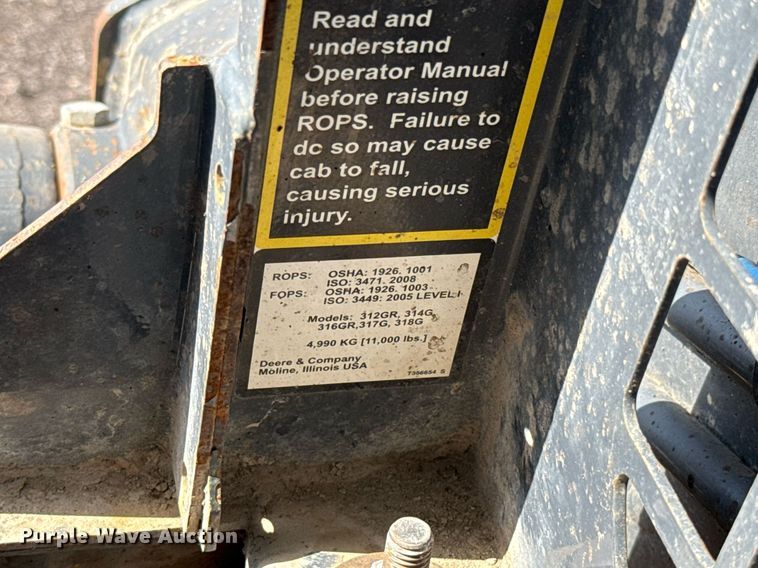 Read and
understand
Operator Manual
before raising
ROPS. Failure to
do so may cause
cab to fall,
causing serious
injury.
ROPS: OSHA: 1926. 1001
ISO: 3471. 2008
FOPS: OSHA: 1926. 1003
ISO: 3449: 2005 LEVEL I
Models: 312GR, 314G,
316GR,317G, 318G
4,990 KG [11,000 lbs.]
Deere & Company
Moline, Illinois USA
T366654 S
Purple Wave Auction